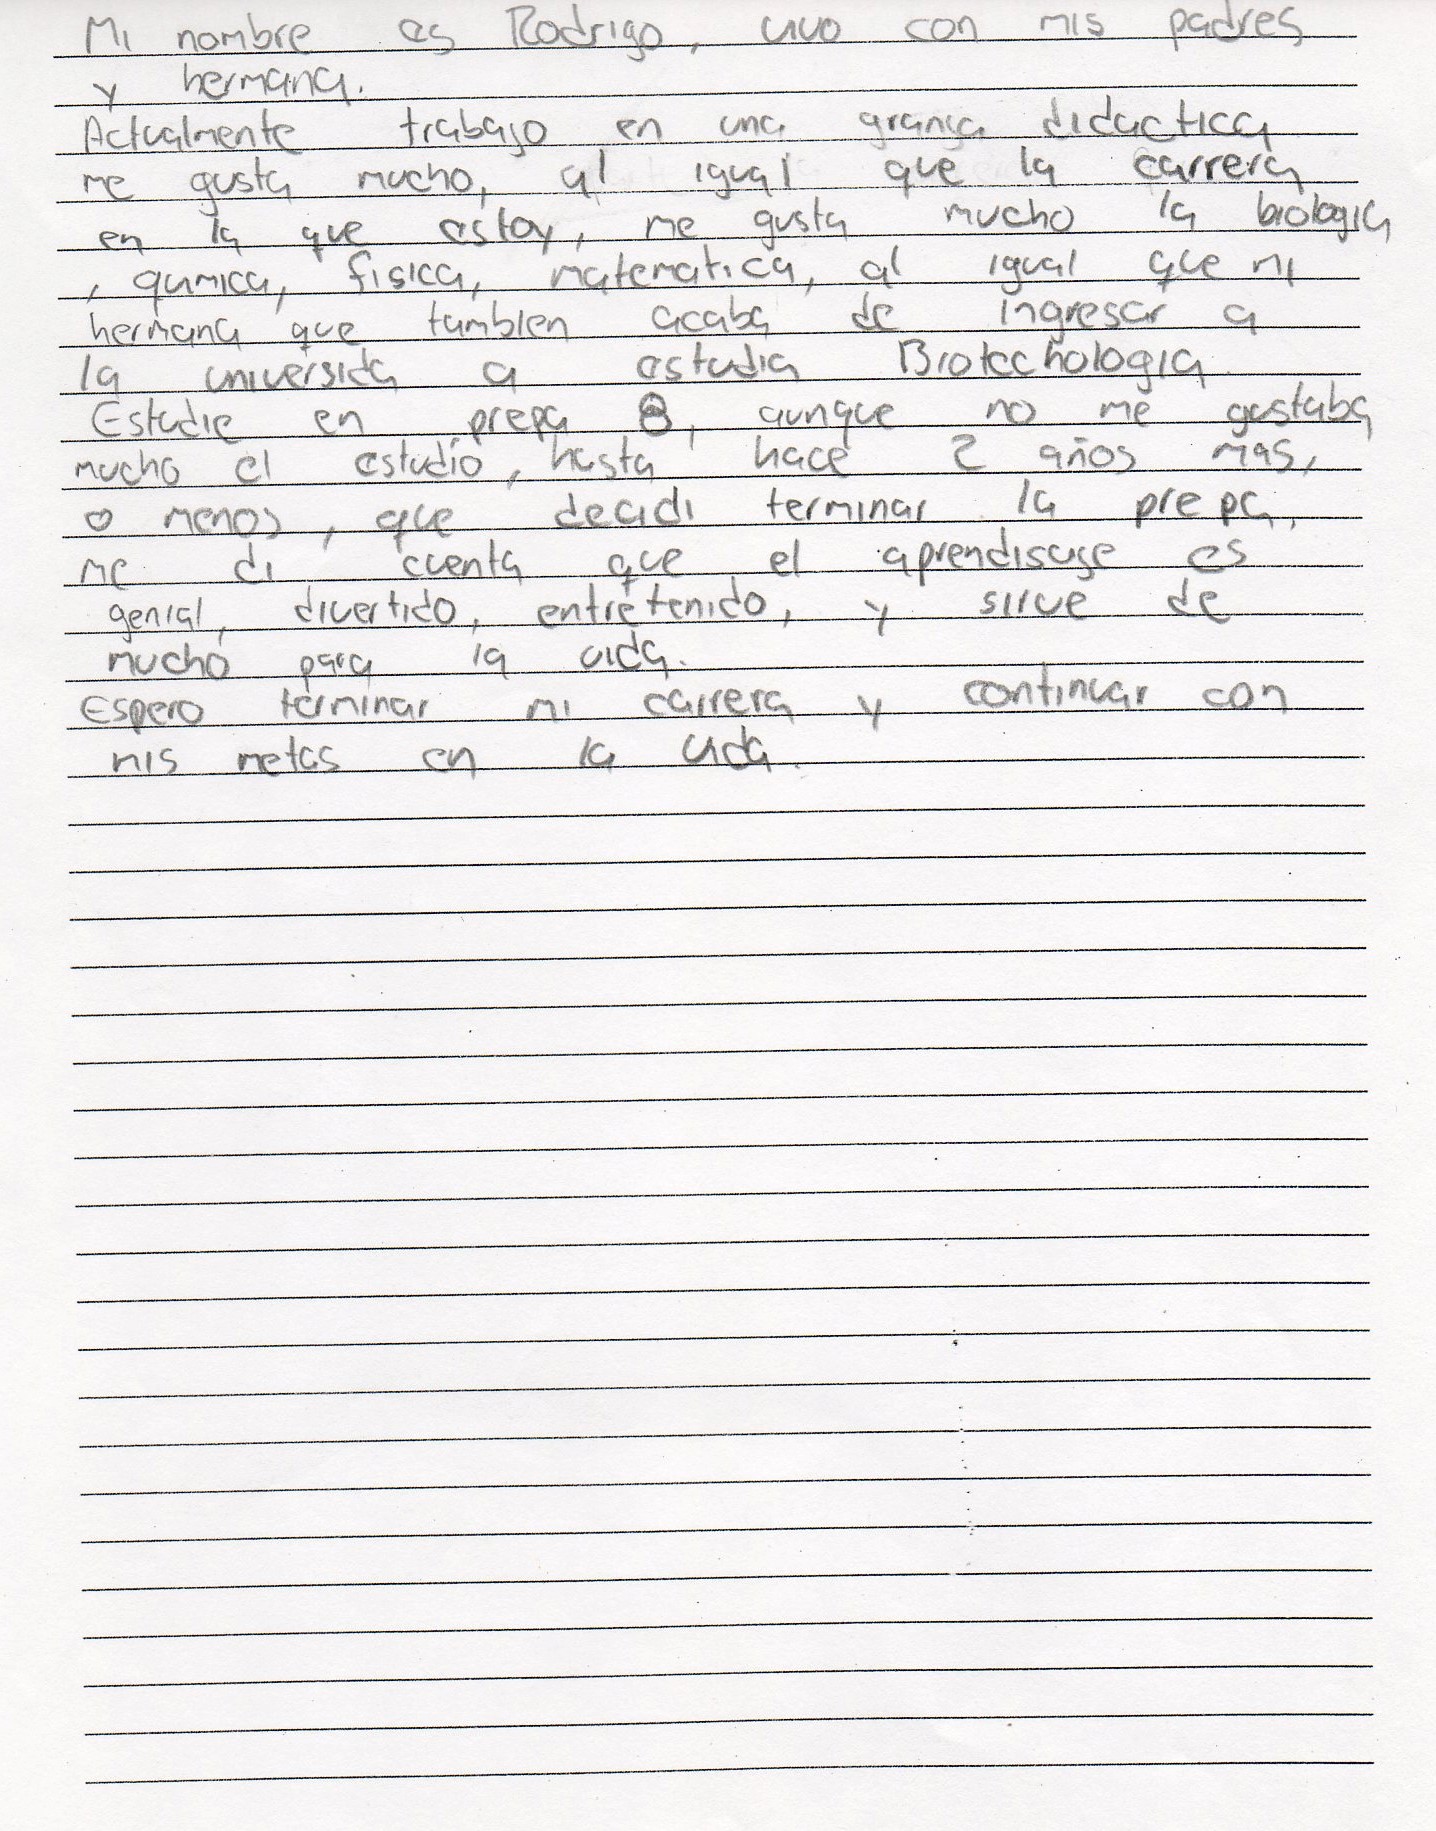 Mi nombre es Rodrigo, vivo con mis padres
y hermana.
Actualmente trabajo en una granja didactica
me gusta mucho, al igual que la carrera
en la que estoy, me gusta mucho la biologia
, quimica, fisica, matematica, al igual que mi
hermana que tambien acaba de ingresar a
la universida a estudia Biotechologia.
Estudie en prepa 8, aunque no me gustaba
mucho el estudio, hasta hace 2 años mas,
o menos, que decidi terminar la prepa,
me di cuenta que el aprendisaje es
genial, divertido, entretenido, y sirve de
mucho para la vida.
Espero terminar mi carrera y continuar con
mis metas en la vida.